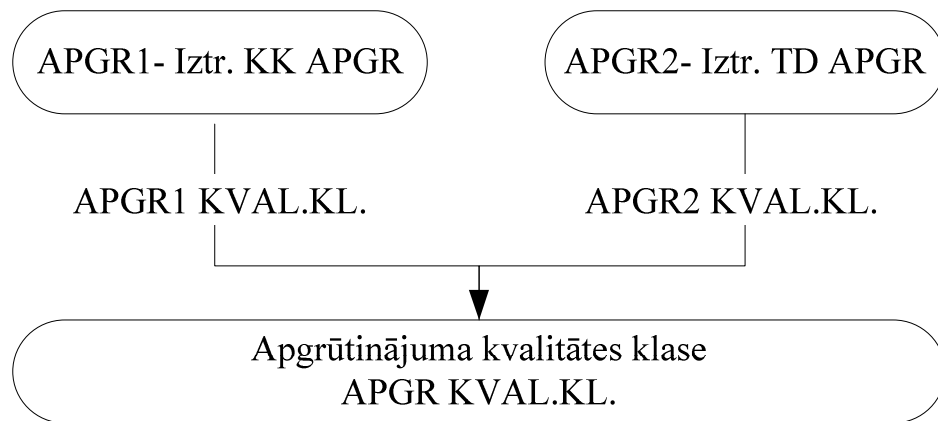 APGR1- Iztr. KK APGR
APGR2- Iztr. TD APGR
APGR1 KVAL.KL.
APGR2 KVAL.KL.
Apgrūtinājuma kvalitātes klase
APGR KVAL.KL.